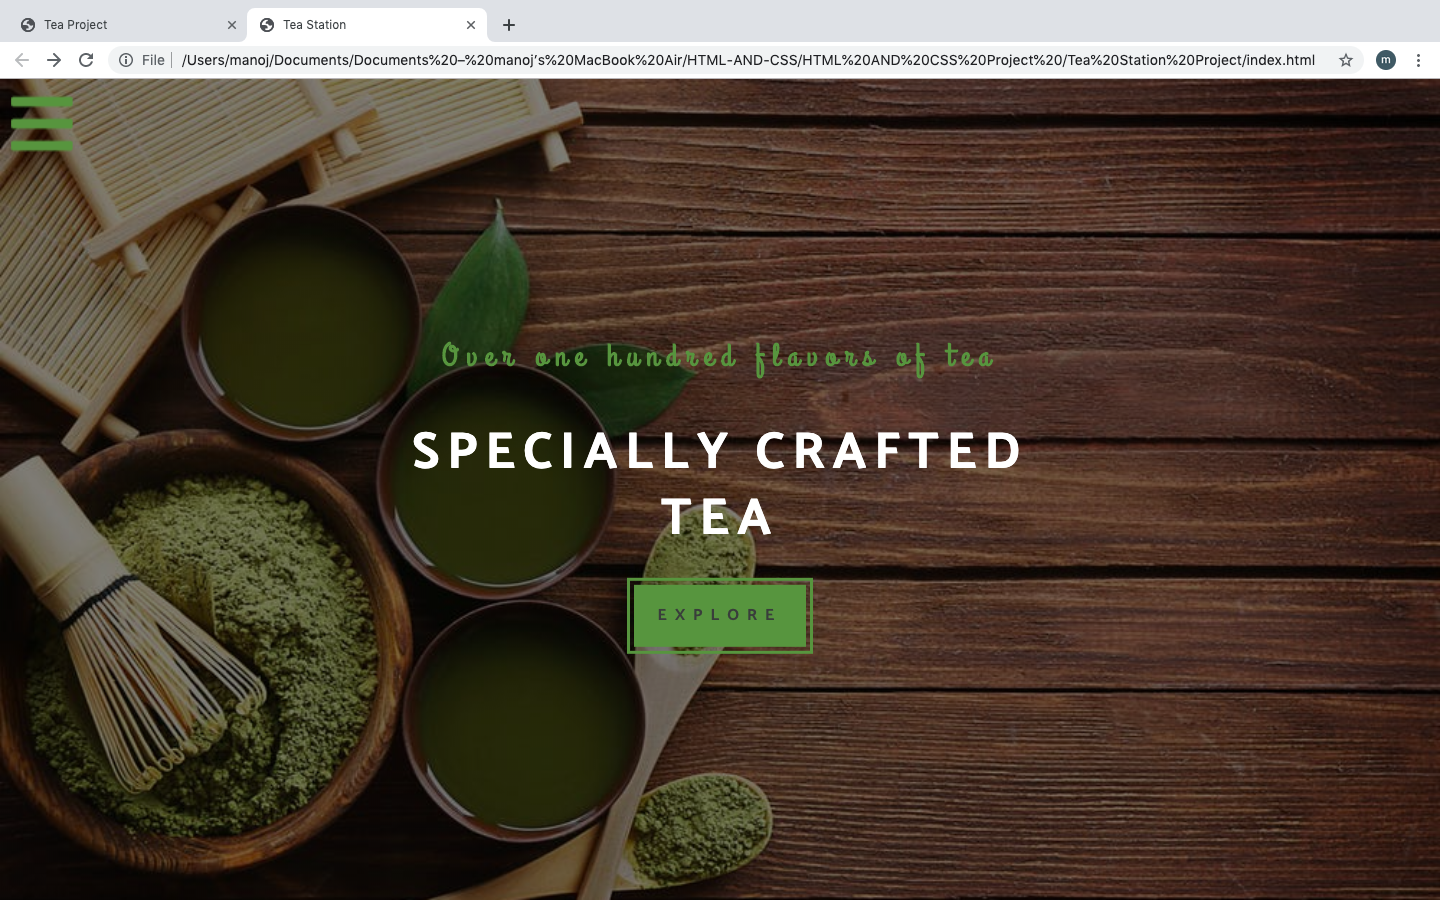 Tea Project
Tea Station
File /Users/manoj/Documents/Documents%20–%20manoj’s%20MacBook%20Air/HTML-AND-CSS/HTML%20AND%20CSS%20Project%20/Tea%20Station%20Project/index.html
m
Over one hundred flavors of tea
SPECIALLY CRAFTED
TEA
EXPLORE